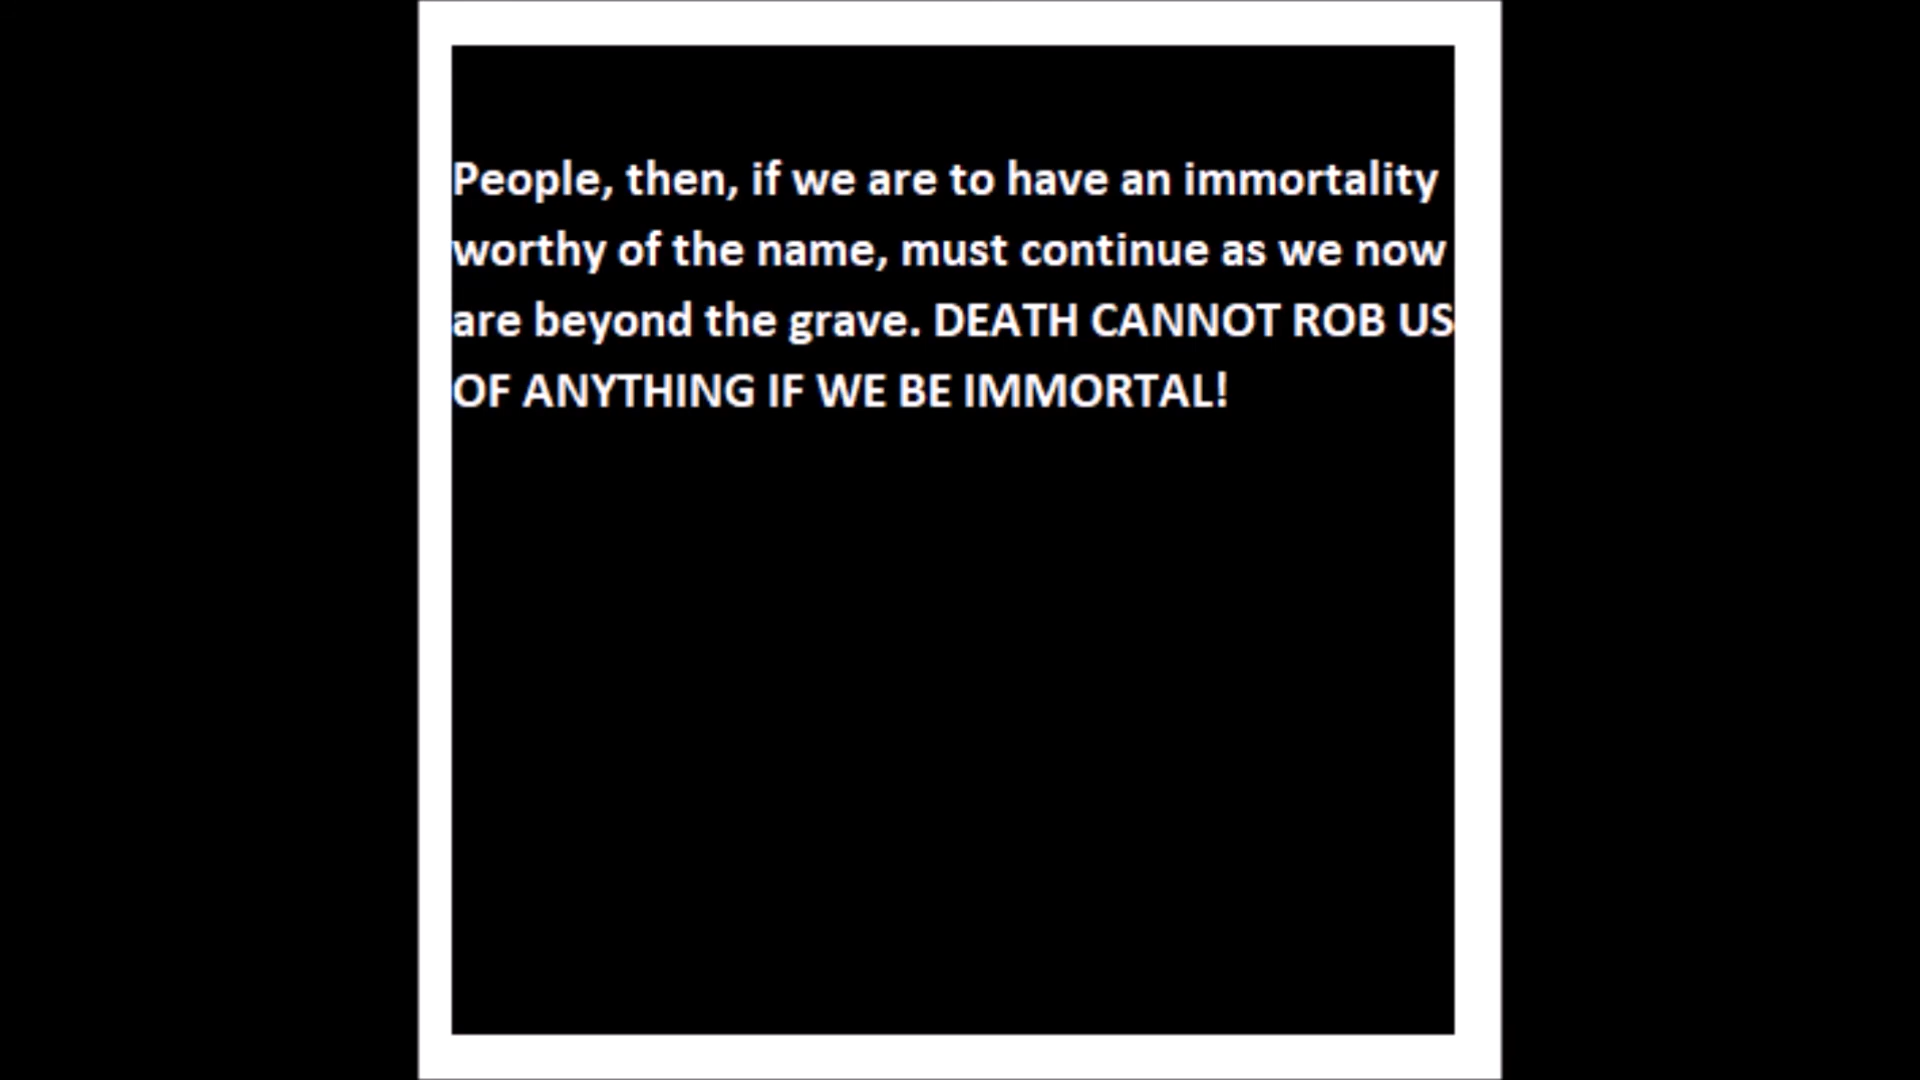 People, then, if we are to have an immortality
worthy of the name, must continue as we now
are beyond the grave. DEATH CANNOT ROB US
OF ANYTHING IF WE BE IMMORTAL!